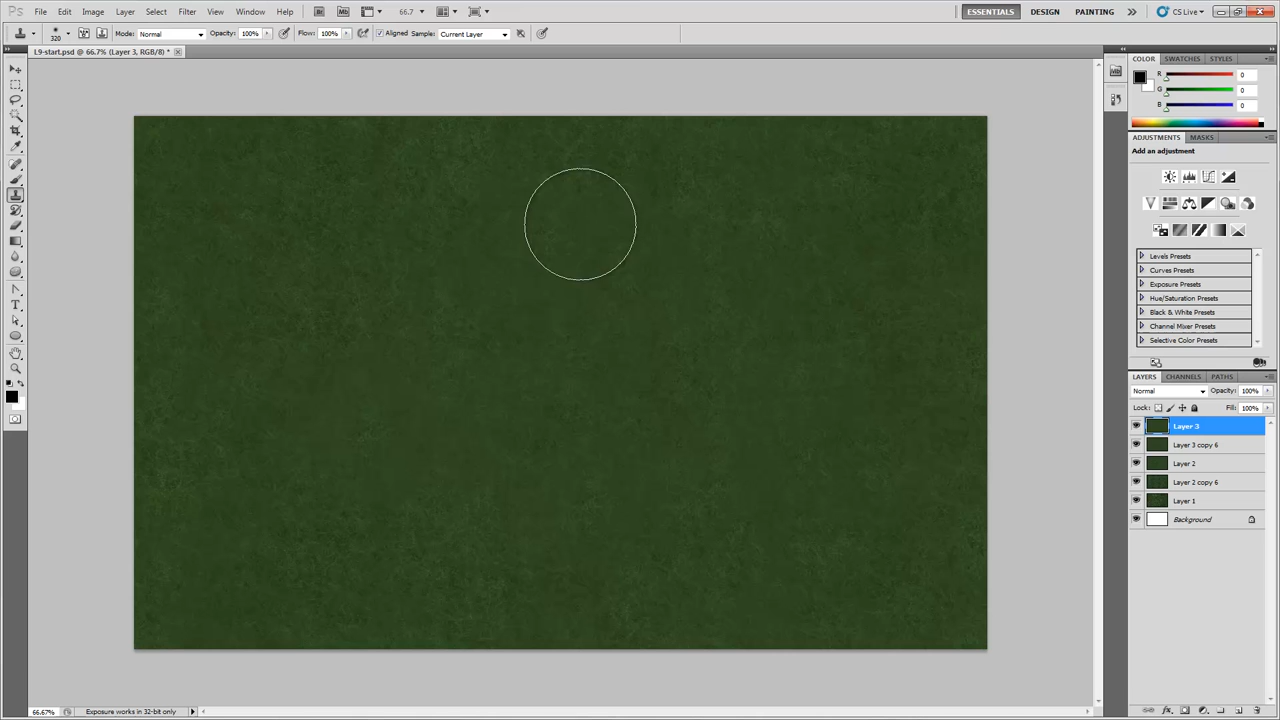 Ps File Edit Image Layer Select Filter Analysis 3D View Window Help Mb 66.7 ESSENTIALS DESIGN PAINTING CS Live
320 Mode: Normal Opacity: 100% Flow: 100% Aligned Sample: Current Layer
L9-start.psd @ 66.7% (Layer 3, RGB/8) *
COLOR SWATCHES STYLES
R 0
G 0
B 0
ADJUSTMENTS MASKS
Add an adjustment
Levels Presets
Curves Presets
Exposure Presets
Hue/Saturation Presets
Black & White Presets
Channel Mixer Presets
Selective Color Presets
LAYERS CHANNELS PATHS
Normal Opacity: 100%
Lock: Fill: 100%
Layer 3
Layer 3 copy 6
Layer 2
Layer 2 copy 6
Layer 1
Background
66.67% Exposure works in 32-bit only